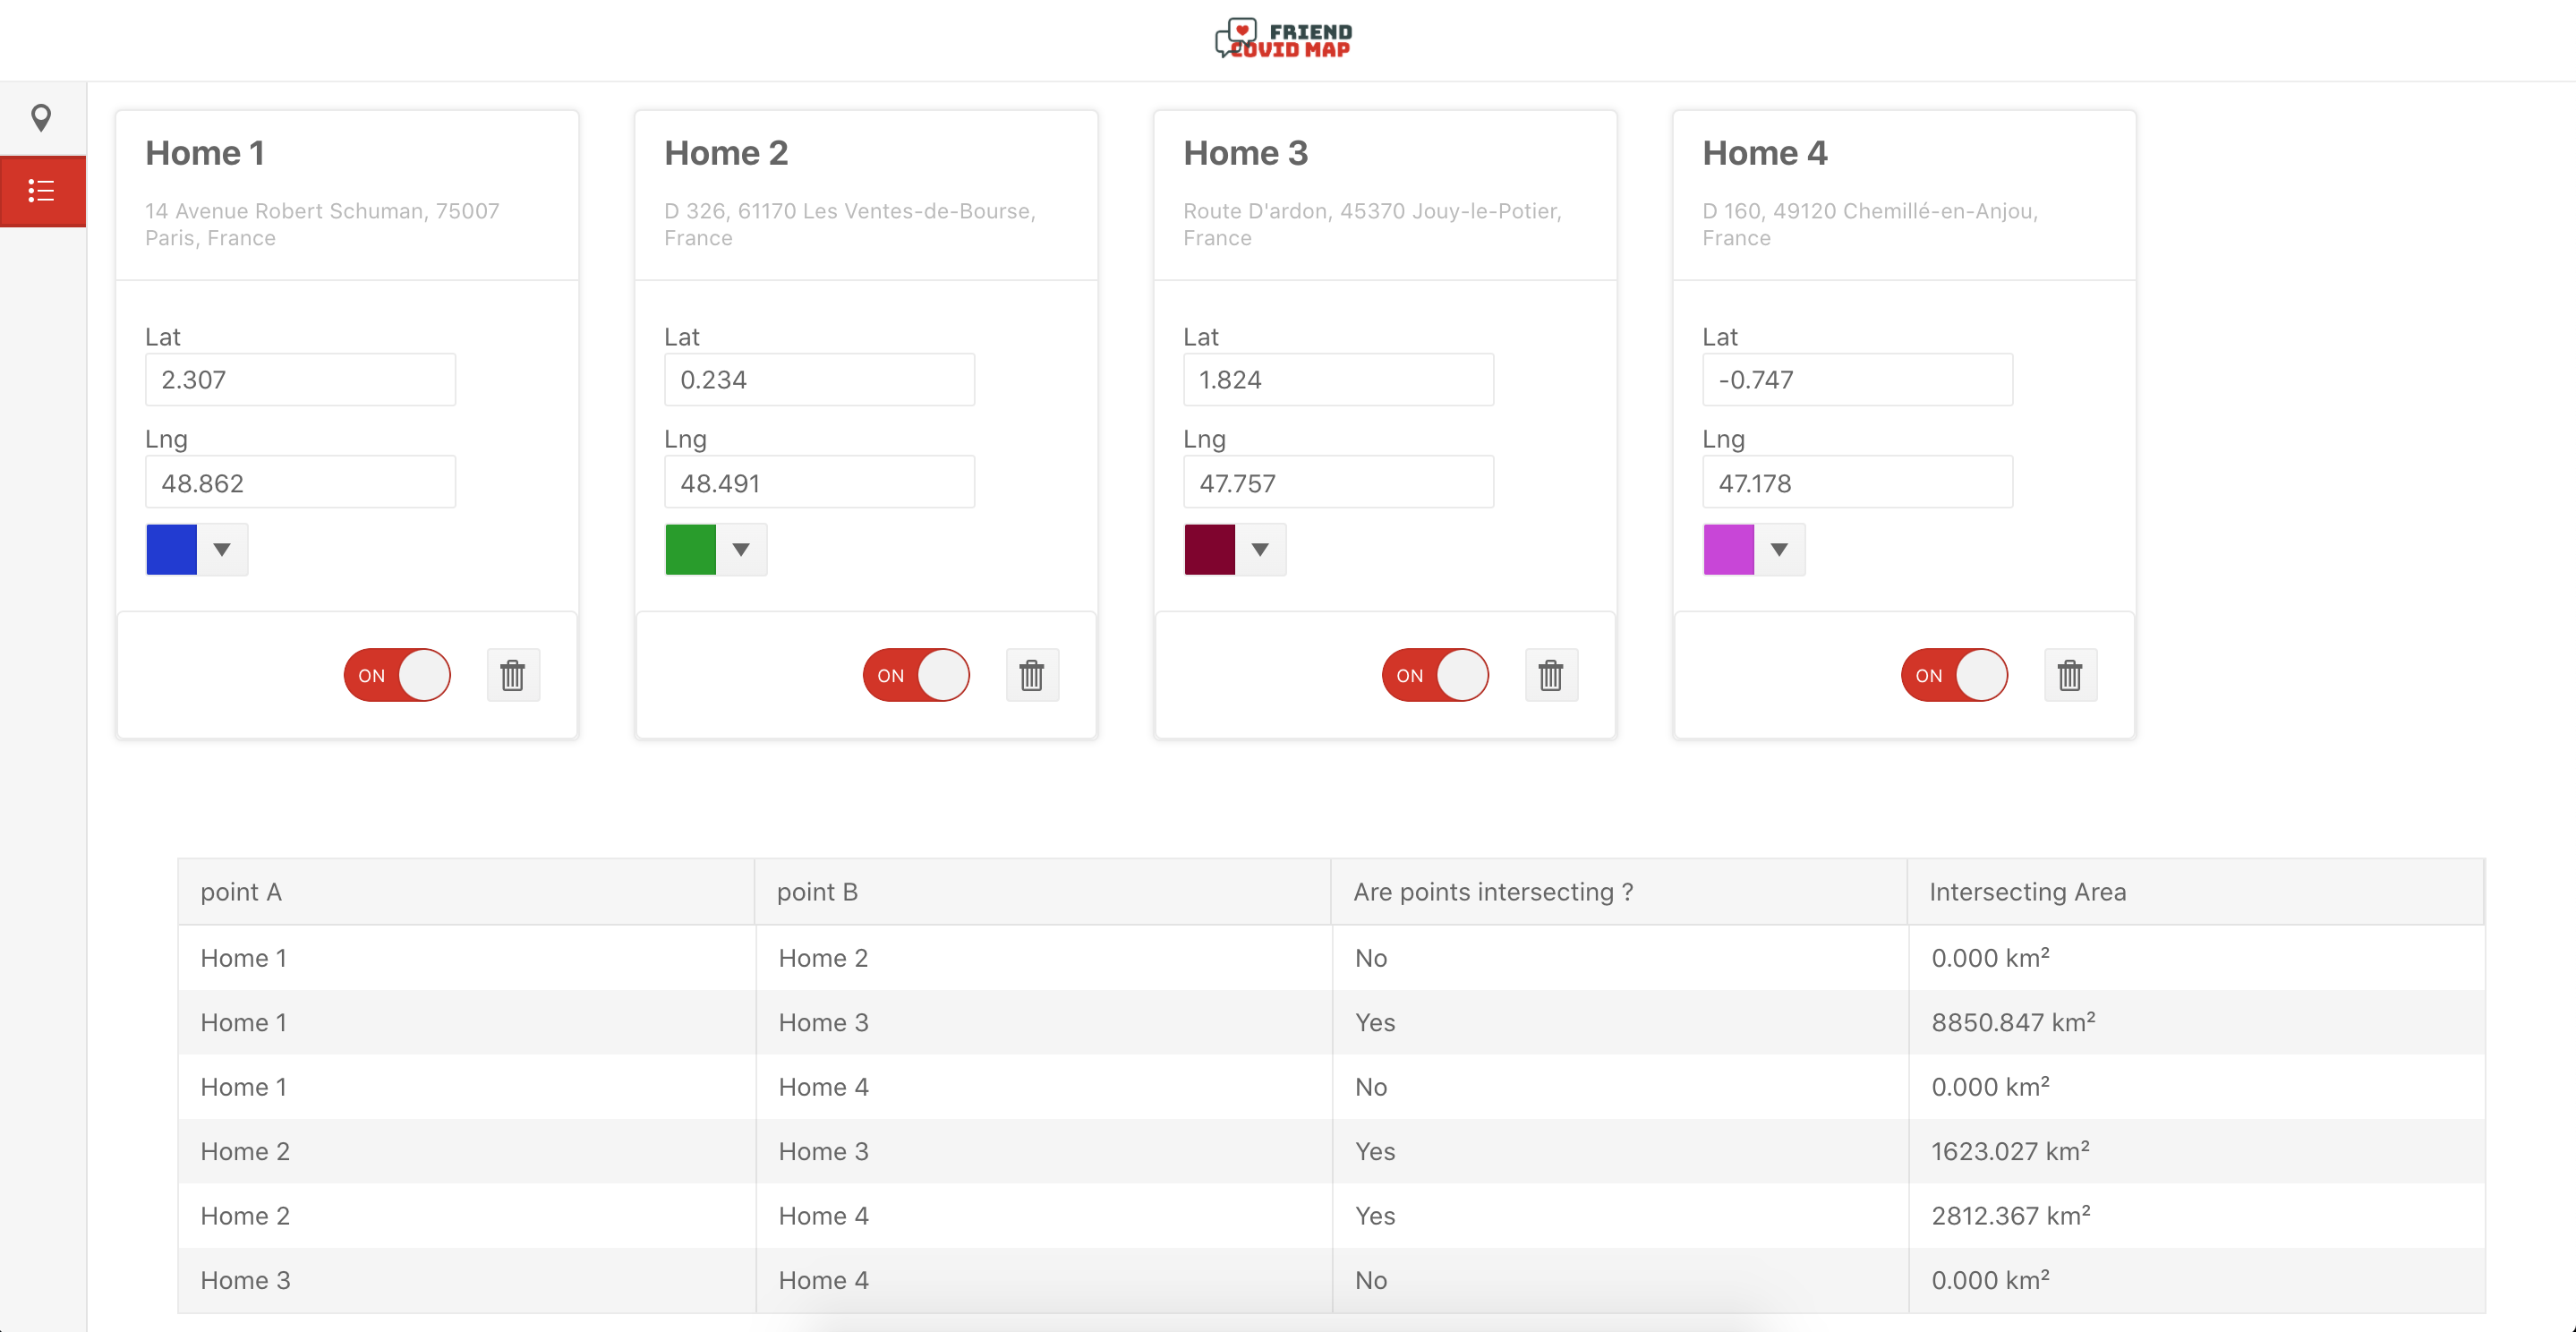 FRIEND
COVID MAP
Home 1
14 Avenue Robert Schuman, 75007
Paris, France
Lat
2.307
Lng
48.862
ON
Home 2
D 326, 61170 Les Ventes-de-Bourse,
France
Lat
0.234
Lng
48.491
ON
Home 3
Route D'ardon, 45370 Jouy-le-Potier,
France
Lat
1.824
Lng
47.757
ON
Home 4
D 160, 49120 Chemillé-en-Anjou,
France
Lat
-0.747
Lng
47.178
ON
point A point B Are points intersecting ? Intersecting Area
Home 1 Home 2 No 0.000 km²
Home 1 Home 3 Yes 8850.847 km²
Home 1 Home 4 No 0.000 km²
Home 2 Home 3 Yes 1623.027 km²
Home 2 Home 4 Yes 2812.367 km²
Home 3 Home 4 No 0.000 km²